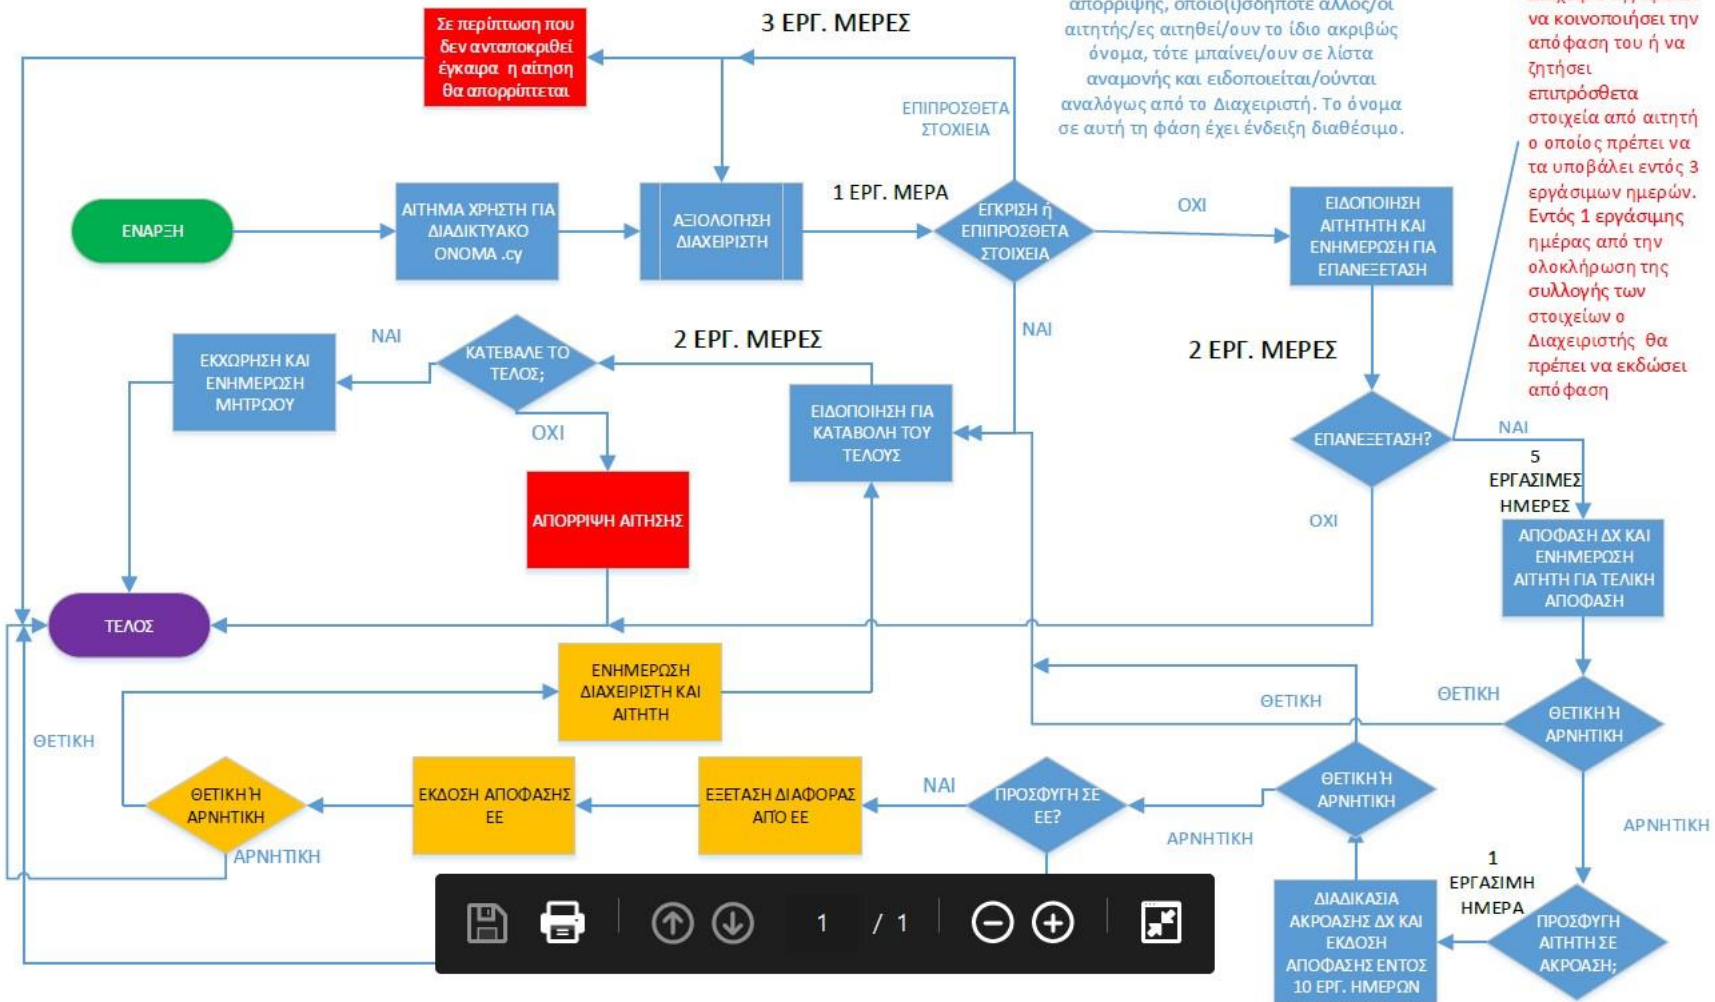 Σε περίπτωση που
δεν ανταποκριθεί
έγκαιρα η αίτηση
θα απορρίπτεται
3 ΕΡΓ. ΜΕΡΕΣ
απόρριψης, οποίο(ι)σδήποτε άλλος/οι
αιτητής/ες αιτηθεί/ουν το ίδιο ακριβώς
όνομα, τότε μπαίνει/ουν σε λίστα
αναμονής και ειδοποιείται/ούνται
αναλόγως από το Διαχειριστή. Το όνομα
σε αυτή τη φάση έχει ένδειξη διαθέσιμο.
να κοινοποιήσει την
απόφαση του ή να
ζητήσει
επιπρόσθετα
στοιχεία από αιτητή
ο οποίος πρέπει να
τα υποβάλει εντός 3
εργάσιμων ημερών.
Εντός 1 εργάσιμης
ημέρας από την
ολοκλήρωση της
συλλογής των
στοιχείων ο
Διαχειριστής θα
πρέπει να εκδώσει
απόφαση
ΕΠΙΠΡΟΣΘΕΤΑ
ΣΤΟΧΙΕΙΑ
ΕΝΑΡΞΗ
ΑΙΤΗΜΑ ΧΡΗΣΤΗ ΓΙΑ
ΔΙΑΔΙΚΤΥΑΚΟ
ΟΝΟΜΑ .cy
ΑΞΙΟΛΟΓΗΣΗ
ΔΙΑΧΕΙΡΙΣΤΗ
1 ΕΡΓ. ΜΕΡΑ
ΕΓΚΡΙΣΗ ή
ΕΠΙΠΡΟΣΘΕΤΑ
ΣΤΟΙΧΕΙΑ
ΟΧΙ
ΕΙΔΟΠΟΙΗΣΗ
ΑΙΤΗΤΗΤΗ ΚΑΙ
ΕΝΗΜΕΡΩΣΗ ΓΙΑ
ΕΠΑΝΕΞΕΤΑΣΗ
ΕΚΧΩΡΗΣΗ ΚΑΙ
ΕΝΗΜΕΡΩΣΗ
ΜΗΤΡΩΟΥ
ΝΑΙ
ΚΑΤΕΒΑΛΕ ΤΟ
ΤΕΛΟΣ;
ΟΧΙ
2 ΕΡΓ. ΜΕΡΕΣ
ΕΙΔΟΠΟΙΗΣΗ ΓΙΑ
ΚΑΤΑΒΟΛΗ ΤΟΥ
ΤΕΛΟΥΣ
ΝΑΙ
2 ΕΡΓ. ΜΕΡΕΣ
ΕΠΑΝΕΞΕΤΑΣΗ?
ΝΑΙ
5
ΕΡΓΑΣΙΜΕΣ
ΗΜΕΡΕΣ
ΟΧΙ
ΑΠΟΡΡΙΨΗ ΑΙΤΗΣΗΣ
ΑΠΟΦΑΣΗ ΔΧ ΚΑΙ
ΕΝΗΜΕΡΩΣΗ
ΑΙΤΗΤΗ ΓΙΑ ΤΕΛΙΚΗ
ΑΠΟΦΑΣΗ
ΤΕΛΟΣ
ΕΝΗΜΕΡΩΣΗ
ΔΙΑΧΕΙΡΙΣΤΗ ΚΑΙ
ΑΙΤΗΤΗ
ΘΕΤΙΚΗ
ΘΕΤΙΚΗ
ΘΕΤΙΚΗ Ή
ΑΡΝΗΤΙΚΗ
ΘΕΤΙΚΗ
ΘΕΤΙΚΗ Ή
ΑΡΝΗΤΙΚΗ
ΑΡΝΗΤΙΚΗ
ΕΚΔΟΣΗ ΑΠΟΦΑΣΗΣ
ΕΕ
ΕΞΕΤΑΣΗ ΔΙΑΦΟΡΑΣ
ΑΠΌ ΕΕ
ΝΑΙ
ΠΡΟΣΦΥΓΗ ΣΕ
ΕΕ?
ΑΡΝΗΤΙΚΗ
ΘΕΤΙΚΗ Ή
ΑΡΝΗΤΙΚΗ
ΑΡΝΗΤΙΚΗ
1 / 1
ΔΙΑΔΙΚΑΣΙΑ
ΑΚΡΟΑΣΗΣ ΔΧ ΚΑΙ
ΕΚΔΟΣΗ
ΑΠΟΦΑΣΗΣ ΕΝΤΟΣ
10 ΕΡΓ. ΗΜΕΡΩΝ
1
ΕΡΓΑΣΙΜΗ
ΗΜΕΡΑ
ΠΡΟΣΦΥΓΗ
ΑΙΤΗΤΗ ΣΕ
ΑΚΡΟΑΣΗ;